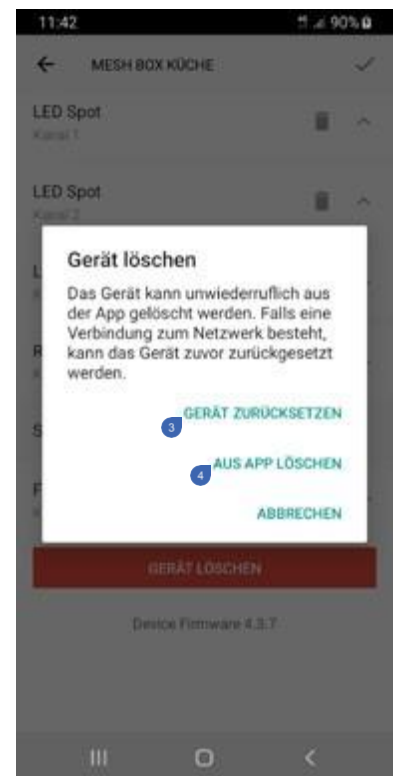 11:42
90%
MESH BOX KÜCHE
LED Spot
Kanal 1
LED Spot
Kanal 2
Gerät löschen
Das Gerät kann unwiederruflich aus
der App gelöscht werden. Falls eine
Verbindung zum Netzwerk besteht,
kann das Gerät zuvor zurückgesetzt
werden.
GERÄT ZURÜCKSETZEN
3
AUS APP LÖSCHEN
4
ABBRECHEN
GERÄT LÖSCHEN
Device Firmware 4.3.7